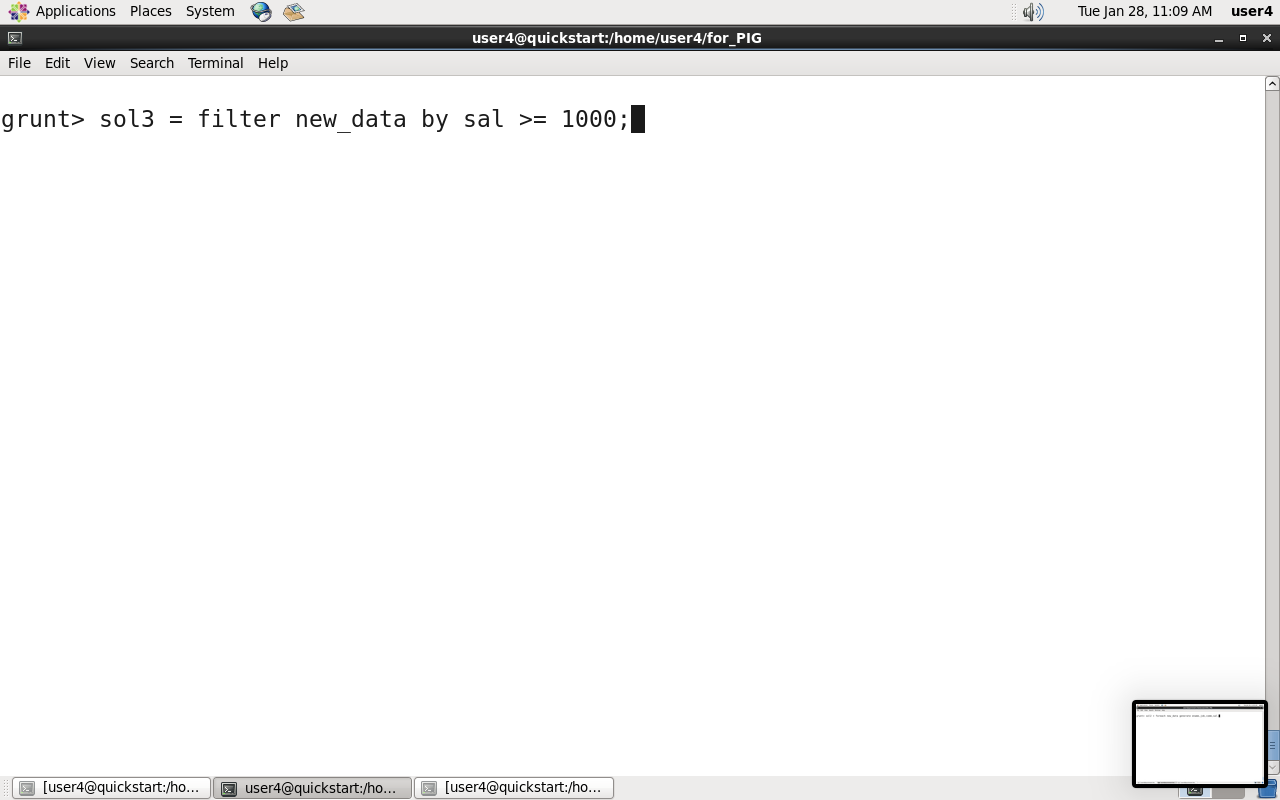 Applications Places System Tue Jan 28, 11:09 AM user4
user4@quickstart:/home/user4/for_PIG
File Edit View Search Terminal Help
grunt> sol3 = filter new_data by sal >= 1000;
[user4@quickstart:/ho... user4@quickstart:/ho... [user4@quickstart:/ho...